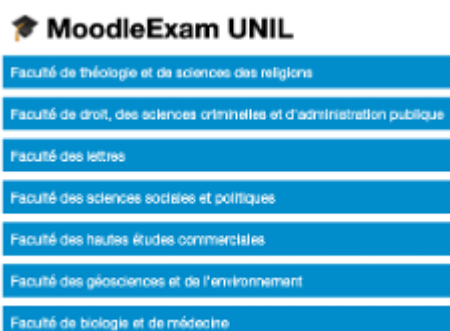 MoodleExam UNIL
Faculté de théologie et de sciences des religions
Faculté de droit, des sciences criminelles et d'administration publique
Faculté des lettres
Faculté des sciences sociales et politiques
Faculté des hautes études commerciales
Faculté des géosciences et de l'environnement
Faculté de biologie et de médecine